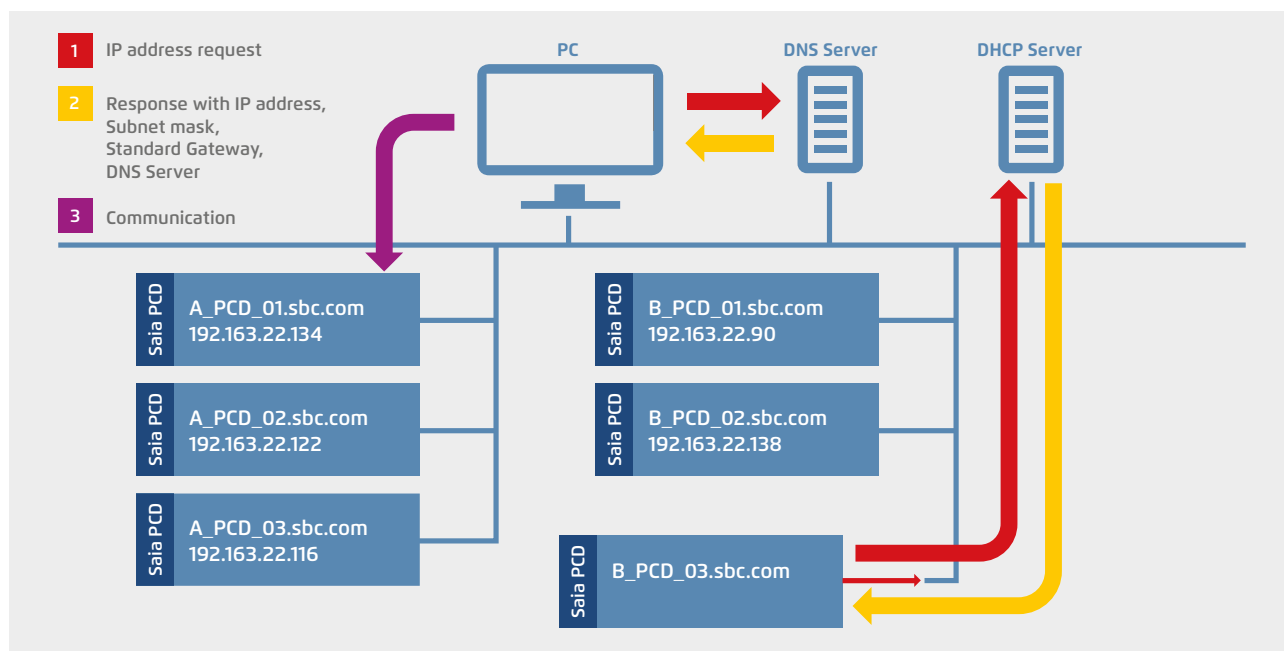 1 IP address request
2 Response with IP address,
Subnet mask,
Standard Gateway,
DNS Server
3 Communication
PC
DNS Server
DHCP Server
Saia PCD
A_PCD_01.sbc.com
192.163.22.134
Saia PCD
A_PCD_02.sbc.com
192.163.22.122
Saia PCD
A_PCD_03.sbc.com
192.163.22.116
Saia PCD
B_PCD_01.sbc.com
192.163.22.90
Saia PCD
B_PCD_02.sbc.com
192.163.22.138
Saia PCD
B_PCD_03.sbc.com